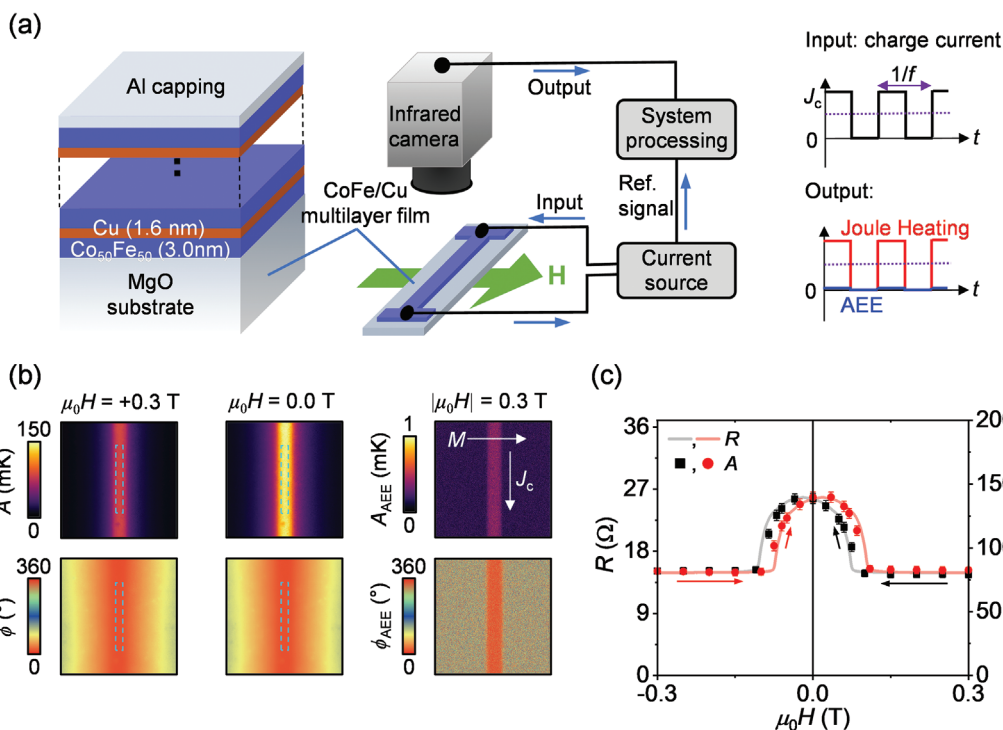 (a)
Al capping
Cu (1.6 nm)
Co50Fe50 (3.0nm)
MgO
substrate
CoFe/Cu
multilayer film
Infrared
camera
Output
System
processing
Ref.
signal
Input
Current
source
H
Input: charge current
1/f
Jc
0
t
Output:
Joule Heating
0
t
AEE
(b)
μ0H = +0.3 T
μ0H = 0.0 T
|μ0H| = 0.3 T
150
A (mK)
0
1
AAEE (mK)
0
M
Jc
360
ϕ (°)
0
360
ϕAEE (°)
0
(c)
36
27
18
9
0
R (Ω)
, R
, A
200
150
100
50
0
-0.3
0.0
0.3
μ0H (T)